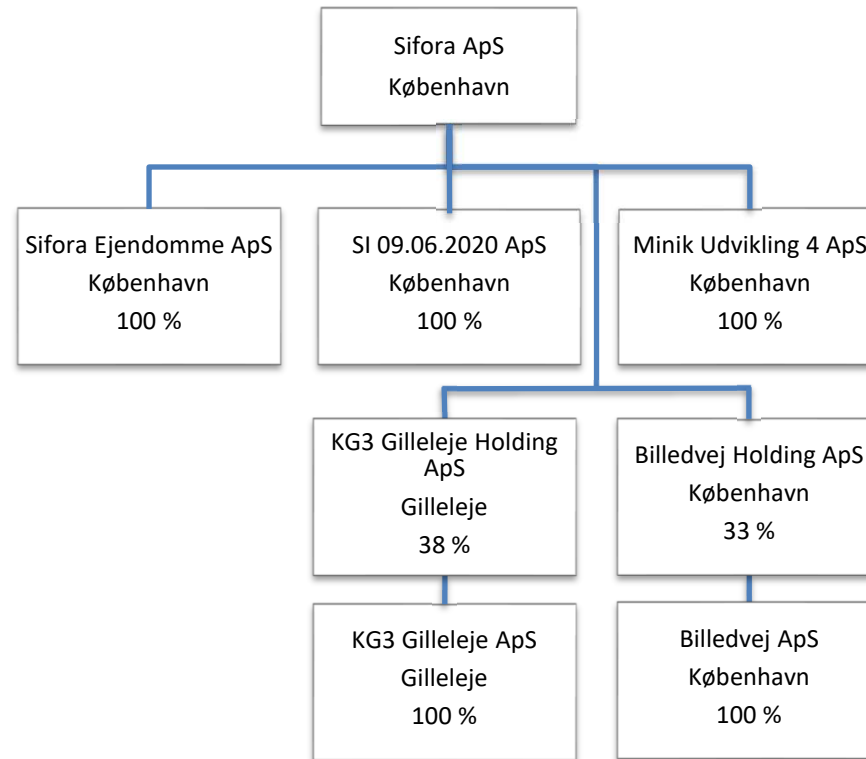 Sifora ApS
København
Sifora Ejendomme ApS
København
100 %
SI 09.06.2020 ApS
København
100 %
Minik Udvikling 4 ApS
København
100 %
KG3 Gilleleje Holding
ApS
Gilleleje
38 %
Billedvej Holding ApS
København
33 %
KG3 Gilleleje ApS
Gilleleje
100 %
Billedvej ApS
København
100 %